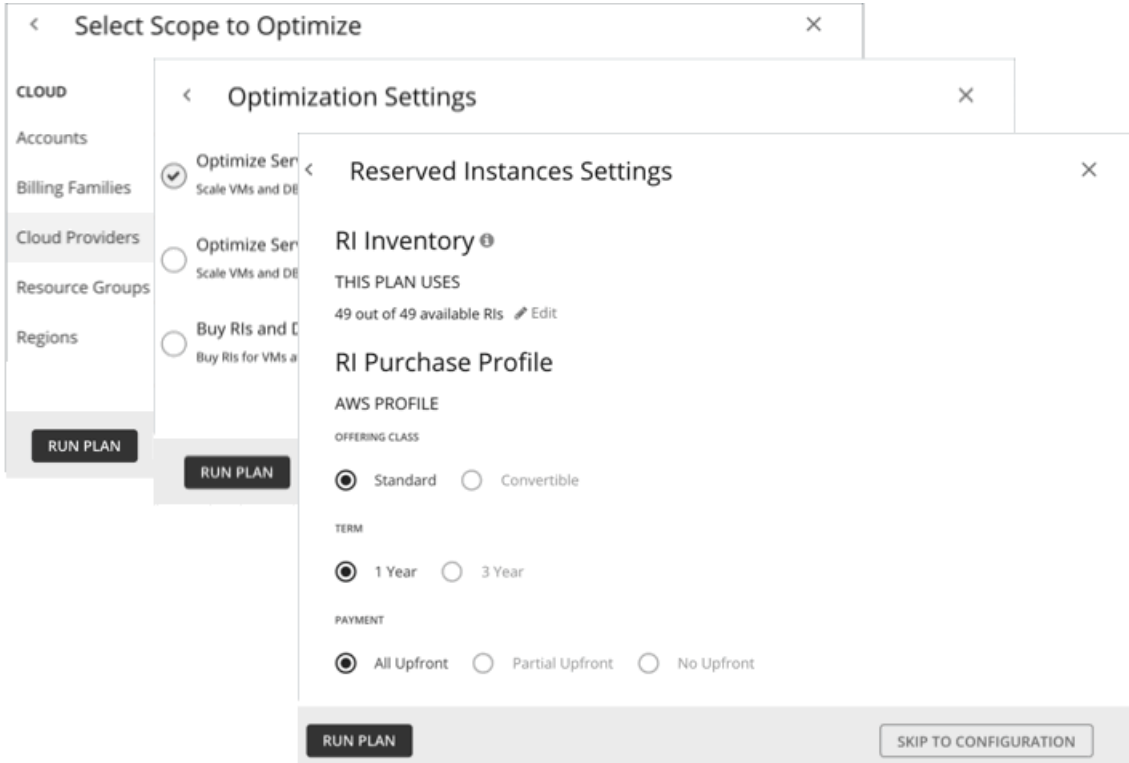 Select Scope to Optimize
CLOUD
Accounts
Billing Families
Cloud Providers
Resource Groups
Regions
RUN PLAN
Optimization Settings
Optimize Ser
Scale VMs and DB
Optimize Ser
Scale VMs and DB
Buy RIs and D
Buy RIs for VMs a
RUN PLAN
Reserved Instances Settings
RI Inventory
THIS PLAN USES
49 out of 49 available RIs Edit
RI Purchase Profile
AWS PROFILE
OFFERING CLASS
Standard Convertible
TERM
1 Year 3 Year
PAYMENT
All Upfront Partial Upfront No Upfront
RUN PLAN SKIP TO CONFIGURATION